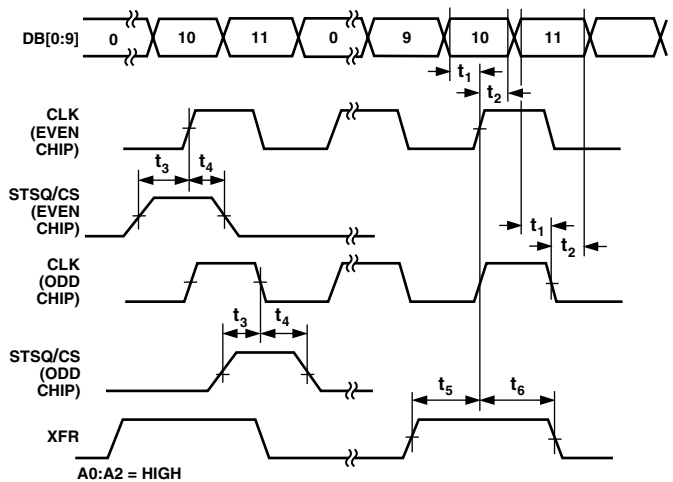 DB[0:9] 0 10 11 0 9 10 11
t1
t2
CLK
(EVEN
CHIP)
t3 t4
STSQ/CS
(EVEN
CHIP)
t1
t2
CLK
(ODD
CHIP)
t3 t4
STSQ/CS
(ODD
CHIP)
t5 t6
XFR
A0:A2 = HIGH